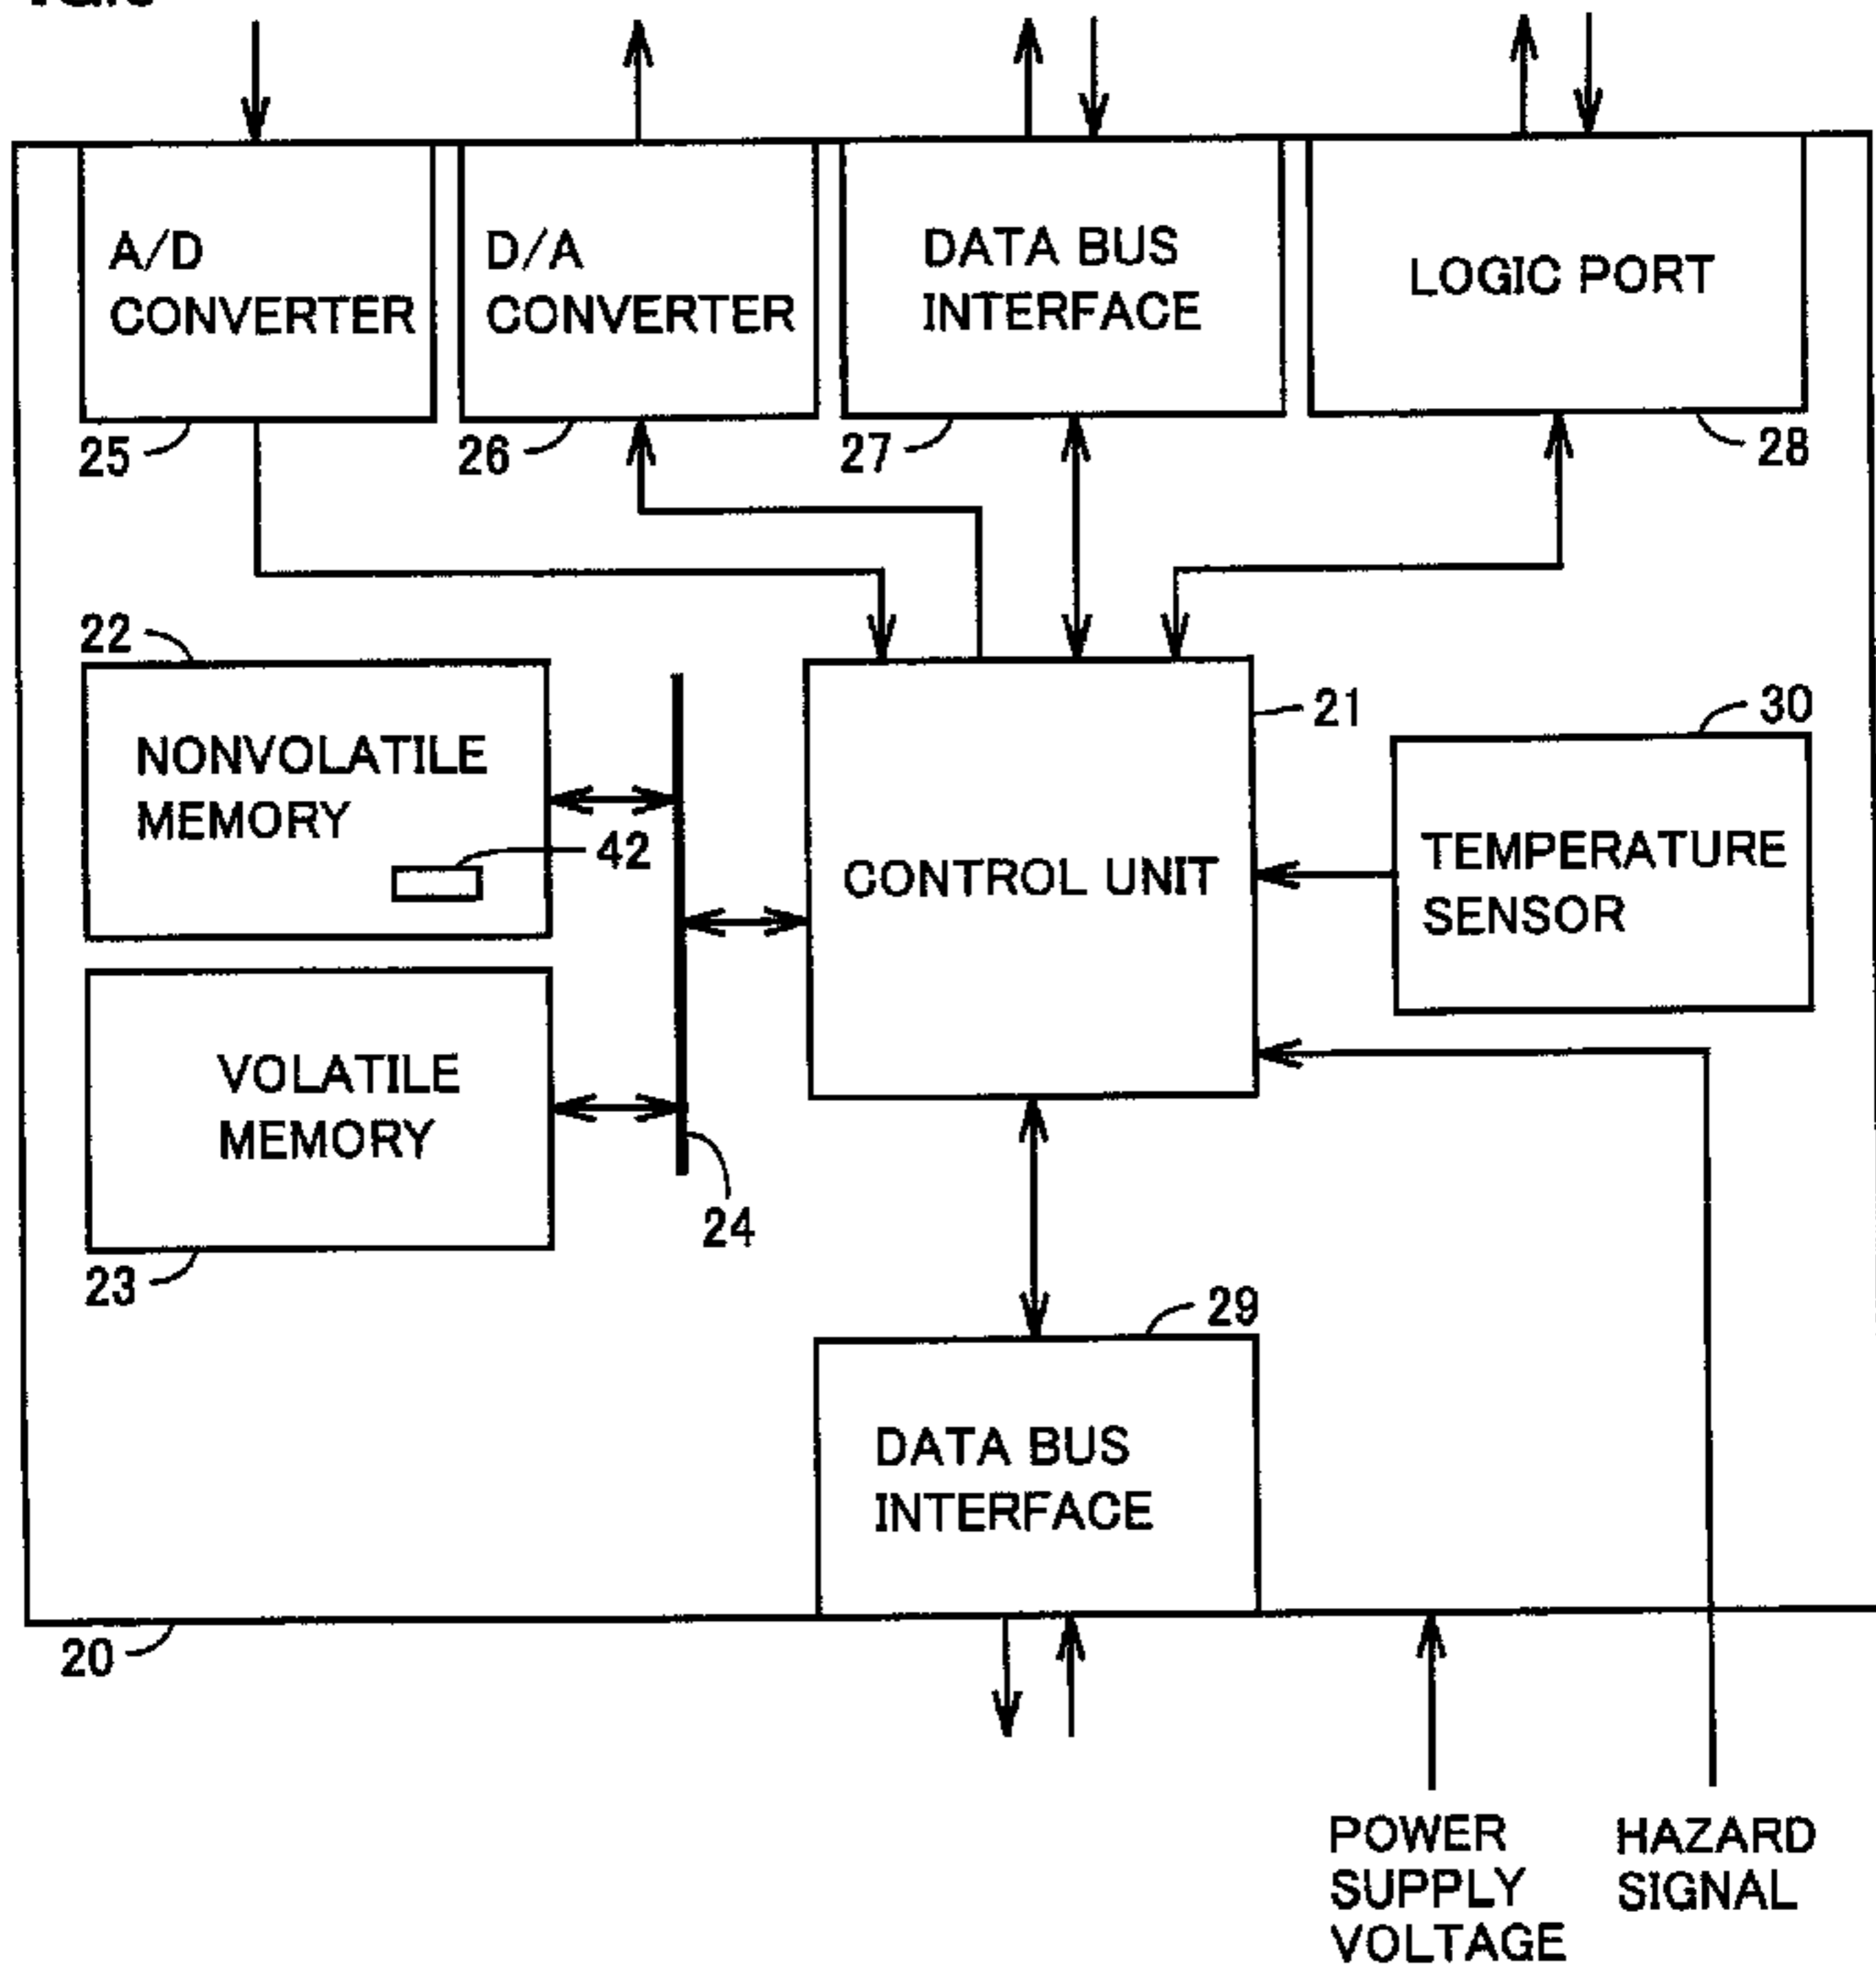 A/D
CONVERTER
D/A
CONVERTER
DATA BUS
INTERFACE
LOGIC PORT
25
26
27
28
22
NONVOLATILE
MEMORY
42
21
CONTROL UNIT
30
TEMPERATURE
SENSOR
VOLATILE
MEMORY
24
23
29
DATA BUS
INTERFACE
20
POWER
SUPPLY
VOLTAGE
HAZARD
SIGNAL